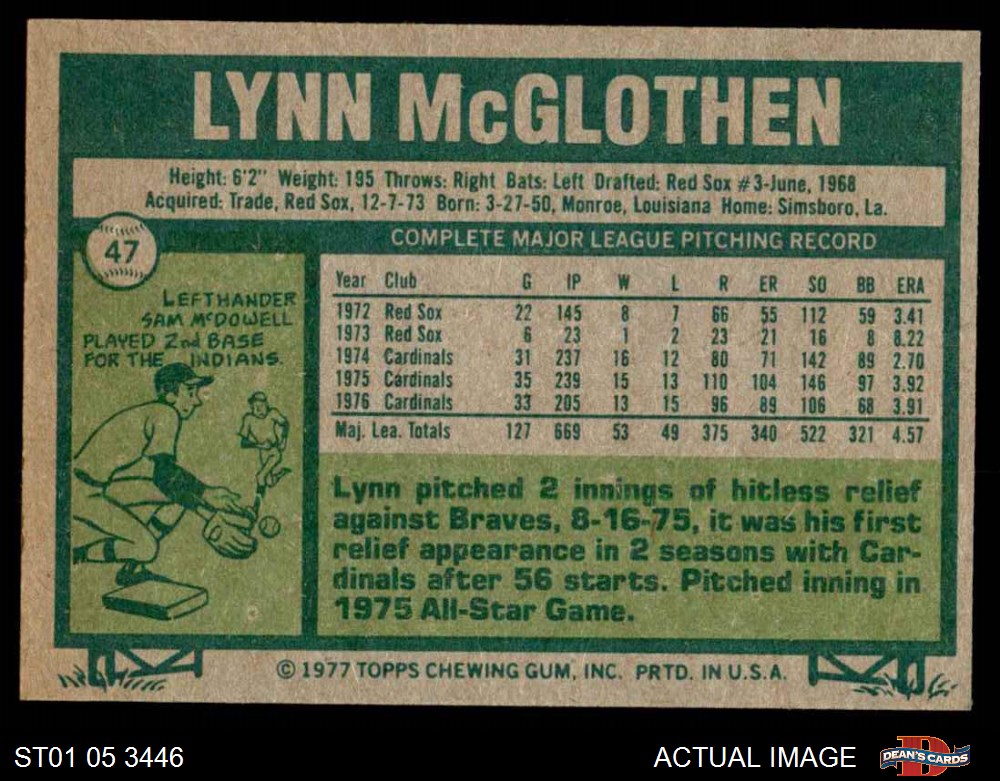 LYNN McGLOTHEN
Height: 6'2" Weight: 195 Throws: Right Bats: Left Drafted: Red Sox #3-June, 1968
Acquired: Trade, Red Sox, 12-7-73 Born: 3-27-50, Monroe, Louisiana Home: Simsboro, La.
47
COMPLETE MAJOR LEAGUE PITCHING RECORD
LEFTHANDER
SAM McDOWELL
PLAYED 2nd BASE
FOR THE INDIANS.
Year Club G IP W L R ER SO BB ERA
1972 Red Sox 22 145 8 7 66 55 112 59 3.41
1973 Red Sox 6 23 1 2 23 21 16 8 8.22
1974 Cardinals 31 237 16 12 80 71 142 89 2.70
1975 Cardinals 35 239 15 13 110 104 146 97 3.92
1976 Cardinals 33 205 13 15 96 89 106 68 3.91
Maj. Lea. Totals 127 669 53 49 375 340 522 321 4.57
Lynn pitched 2 innings of hitless relief
against Braves, 8-16-75, it was his first
relief appearance in 2 seasons with Car-
dinals after 56 starts. Pitched inning in
1975 All-Star Game.
© 1977 TOPPS CHEWING GUM, INC. PRTD. IN U.S.A.
ST01 05 3446
ACTUAL IMAGE
D
DEAN'S CARDS